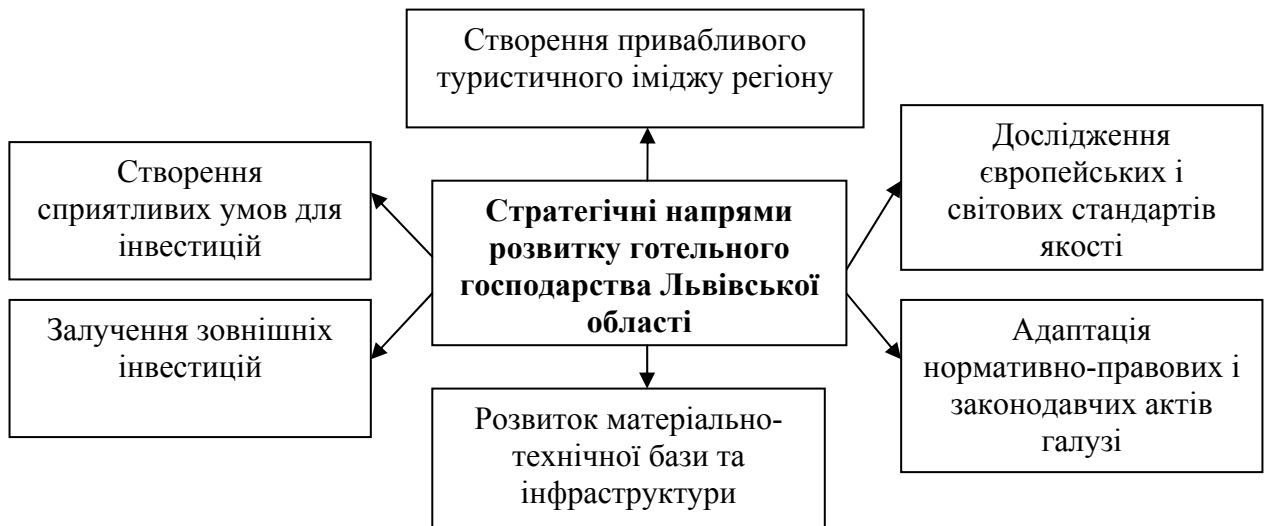 Створення привабливого
туристичного іміджу регіону
Створення
сприятливих умов для
інвестицій
Стратегічні напрями
розвитку готельного
господарства Львівської
області
Дослідження
європейських і
світових стандартів
якості
Залучення зовнішніх
інвестицій
Розвиток матеріально-
технічної бази та
інфраструктури
Адаптація
нормативно-правових і
законодавчих актів
галузі